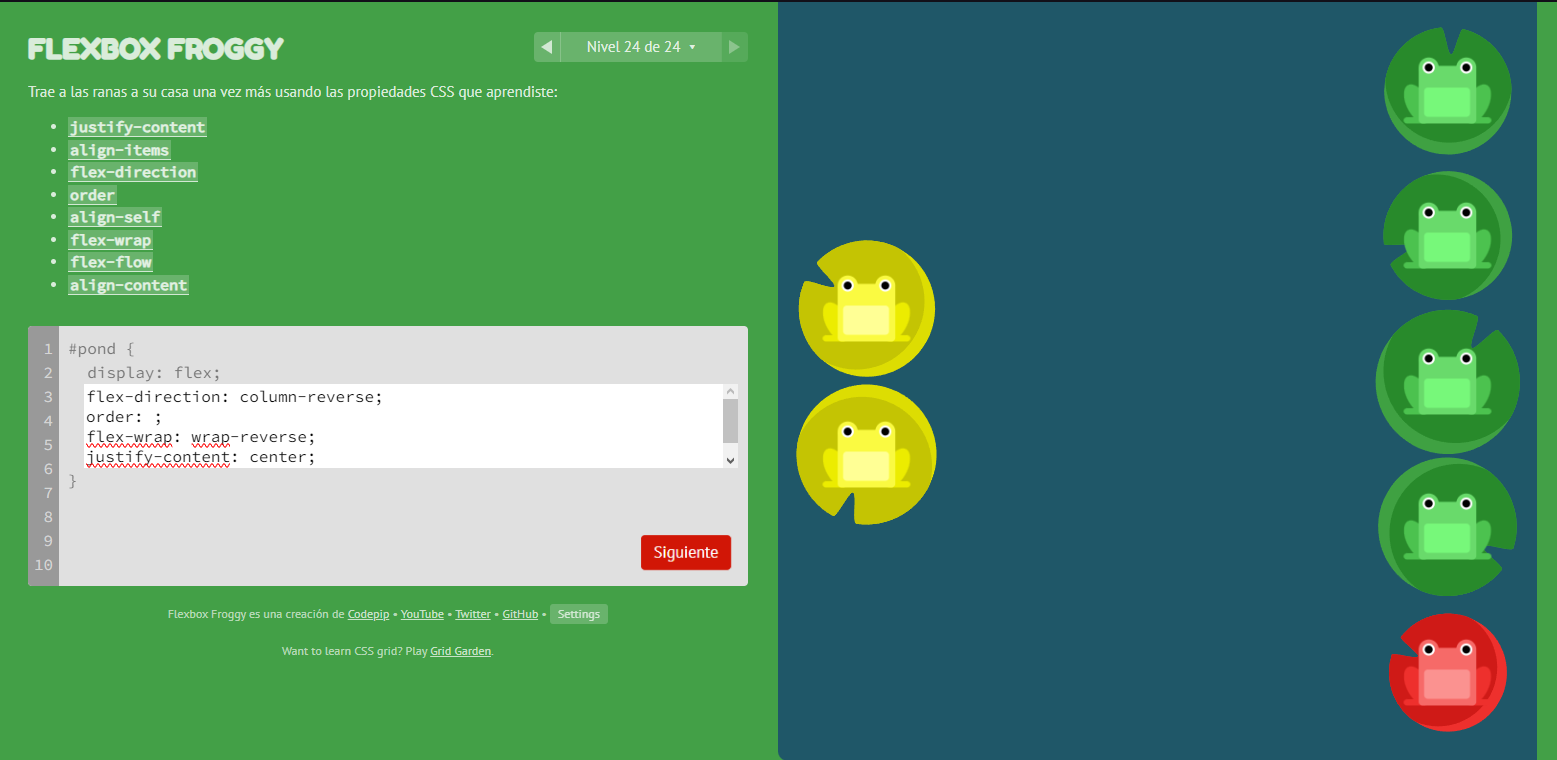 FLEXBOX FROGGY
Nivel 24 de 24
Trae a las ranas a su casa una vez más usando las propiedades CSS que aprendiste:
justify-content
align-items
flex-direction
order
align-self
flex-wrap
flex-flow
align-content
1 #pond {
2 display: flex;
3 flex-direction: column-reverse;
4 order: ;
5 flex-wrap: wrap-reverse;
6 justify-content: center;
7 }
8
9
10
Siguiente
Flexbox Froggy es una creación de Codepip • YouTube • Twitter • GitHub • Settings
Want to learn CSS grid? Play Grid Garden.